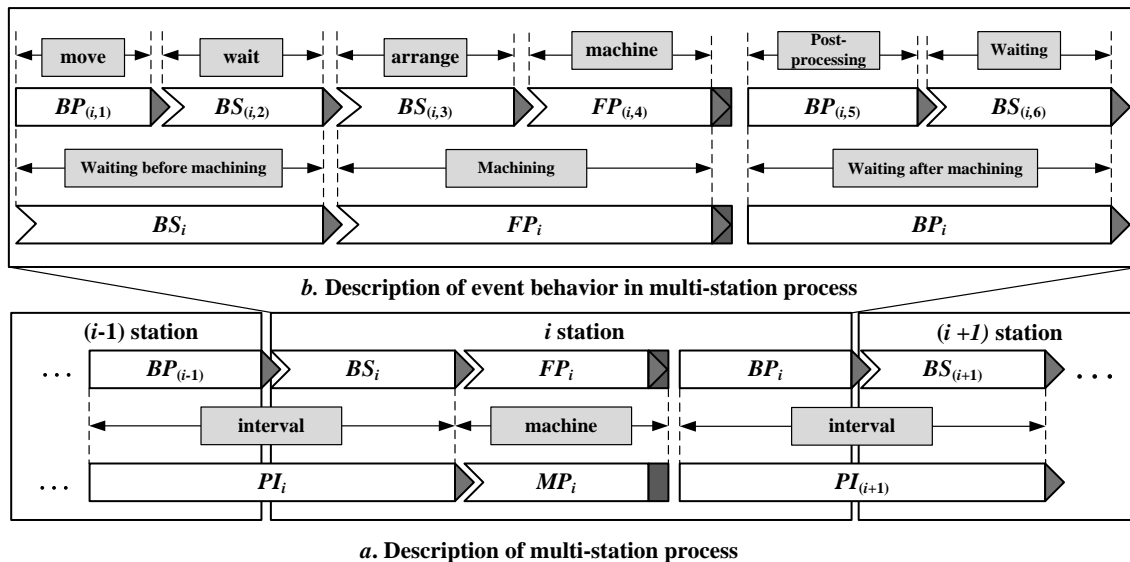 move
wait
arrange
machine
Post-
processing
Waiting
BP(i,1)
BS(i,2)
BS(i,3)
FP(i,4)
BP(i,5)
BS(i,6)
Waiting before machining
Machining
Waiting after machining
BSi
FPi
BPi
b. Description of event behavior in multi-station process
(i-1) station
i station
(i +1) station
...
BP(i-1)
BSi
FPi
BPi
BS(i+1)
...
interval
machine
interval
...
PIi
MPi
PI(i+1)
a. Description of multi-station process